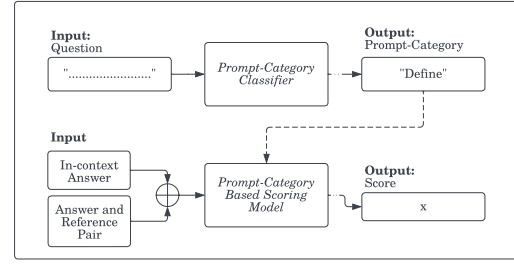 Input:
Question
"........................"
Prompt-Category
Classifier
Output:
Prompt-Category
"Define"
Input
In-context
Answer
Answer and
Reference
Pair
Prompt-Category
Based Scoring
Model
Output:
Score
x